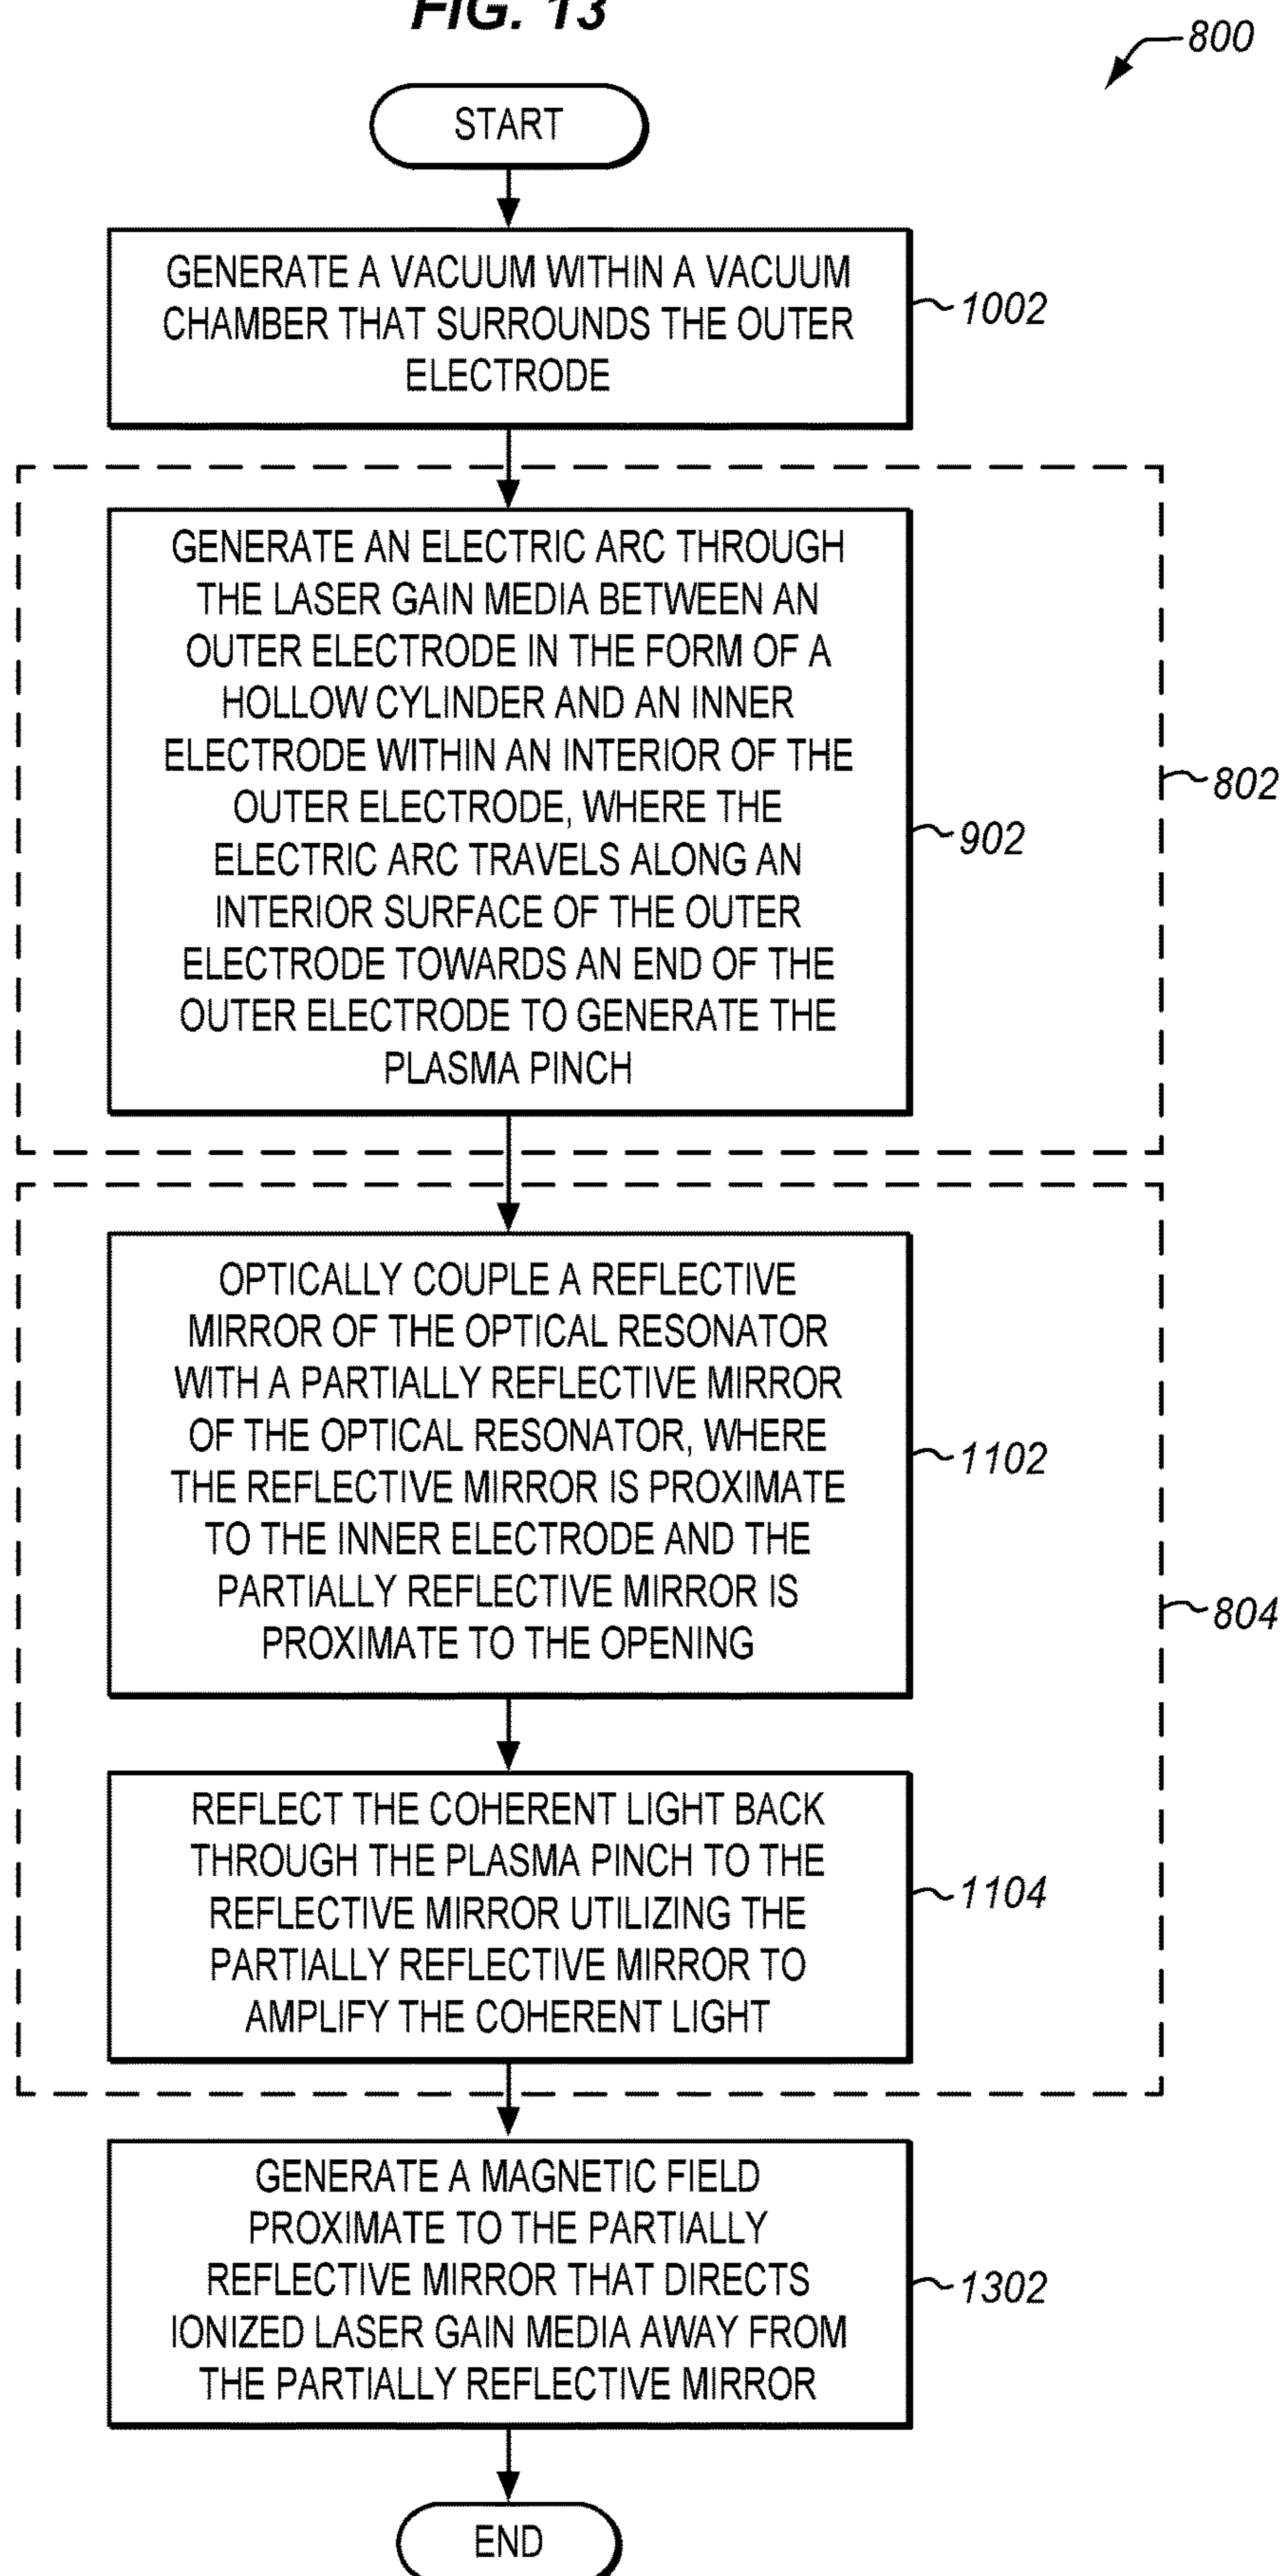 FIG. 13
800
START
GENERATE A VACUUM WITHIN A VACUUM
CHAMBER THAT SURROUNDS THE OUTER
ELECTRODE
1002
GENERATE AN ELECTRIC ARC THROUGH
THE LASER GAIN MEDIA BETWEEN AN
OUTER ELECTRODE IN THE FORM OF A
HOLLOW CYLINDER AND AN INNER
ELECTRODE WITHIN AN INTERIOR OF THE
OUTER ELECTRODE, WHERE THE
ELECTRIC ARC TRAVELS ALONG AN
INTERIOR SURFACE OF THE OUTER
ELECTRODE TOWARDS AN END OF THE
OUTER ELECTRODE TO GENERATE THE
PLASMA PINCH
902
802
OPTICALLY COUPLE A REFLECTIVE
MIRROR OF THE OPTICAL RESONATOR
WITH A PARTIALLY REFLECTIVE MIRROR
OF THE OPTICAL RESONATOR, WHERE
THE REFLECTIVE MIRROR IS PROXIMATE
TO THE INNER ELECTRODE AND THE
PARTIALLY REFLECTIVE MIRROR IS
PROXIMATE TO THE OPENING
1102
804
REFLECT THE COHERENT LIGHT BACK
THROUGH THE PLASMA PINCH TO THE
REFLECTIVE MIRROR UTILIZING THE
PARTIALLY REFLECTIVE MIRROR TO
AMPLIFY THE COHERENT LIGHT
1104
GENERATE A MAGNETIC FIELD
PROXIMATE TO THE PARTIALLY
REFLECTIVE MIRROR THAT DIRECTS
IONIZED LASER GAIN MEDIA AWAY FROM
THE PARTIALLY REFLECTIVE MIRROR
1302
END